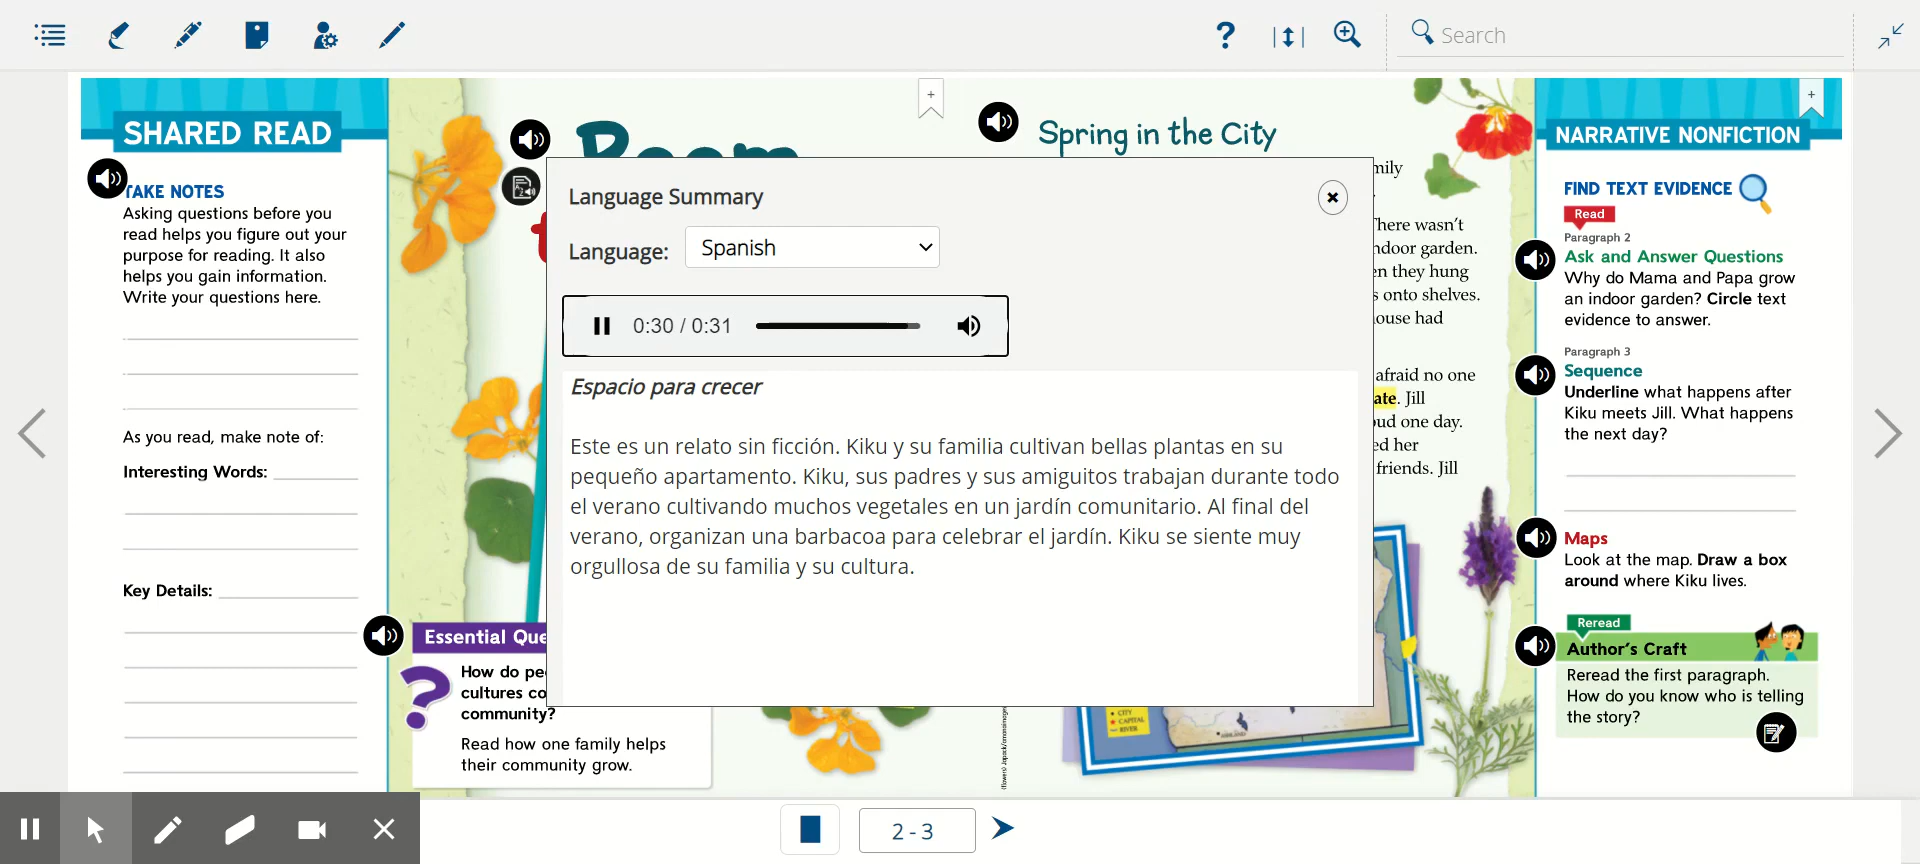 Search
SHARED READ
TAKE NOTES
Asking questions before you
read helps you figure out your
purpose for reading. It also
helps you gain information.
Write your questions here.
As you read, make note of:
Interesting Words:
Key Details:
Room
Essential Que
How do pe
cultures co
community?
Read how one family helps
their community grow.
Language Summary
Language: Spanish
0:30 / 0:31
Espacio para crecer
Este es un relato sin ficción. Kiku y su familia cultivan bellas plantas en su
pequeño apartamento. Kiku, sus padres y sus amiguitos trabajan durante todo
el verano cultivando muchos vegetales en un jardín comunitario. Al final del
verano, organizan una barbacoa para celebrar el jardín. Kiku se siente muy
orgullosa de su familia y su cultura.
Spring in the City
mily
here wasn't
ndoor garden.
en they hung
s onto shelves.
ouse had
afraid no one
ate. Jill
ud one day.
ed her
friends. Jill
CITY
CAPITAL
RIVER
NARRATIVE NONFICTION
FIND TEXT EVIDENCE
Read
Paragraph 2
Ask and Answer Questions
Why do Mama and Papa grow
an indoor garden? Circle text
evidence to answer.
Paragraph 3
Sequence
Underline what happens after
Kiku meets Jill. What happens
the next day?
Maps
Look at the map. Draw a box
around where Kiku lives.
Reread
Author's Craft
Reread the first paragraph.
How do you know who is telling
the story?
2 - 3